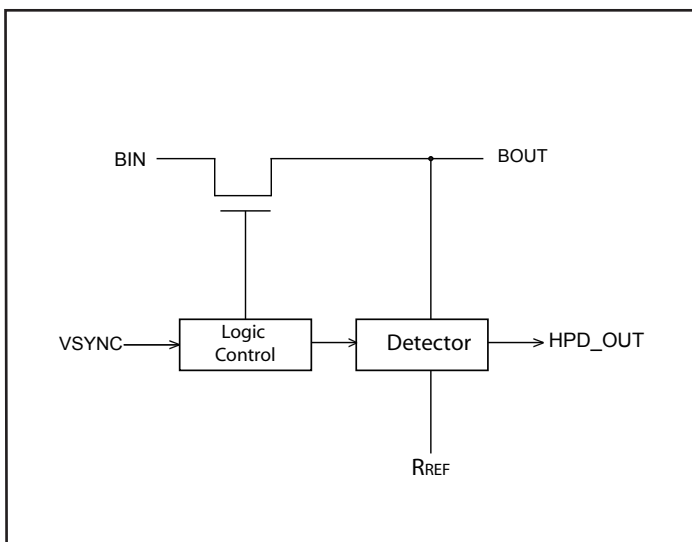 BIN
BOUT
VSYNC
Logic
Control
Detector
HPD_OUT
RREF